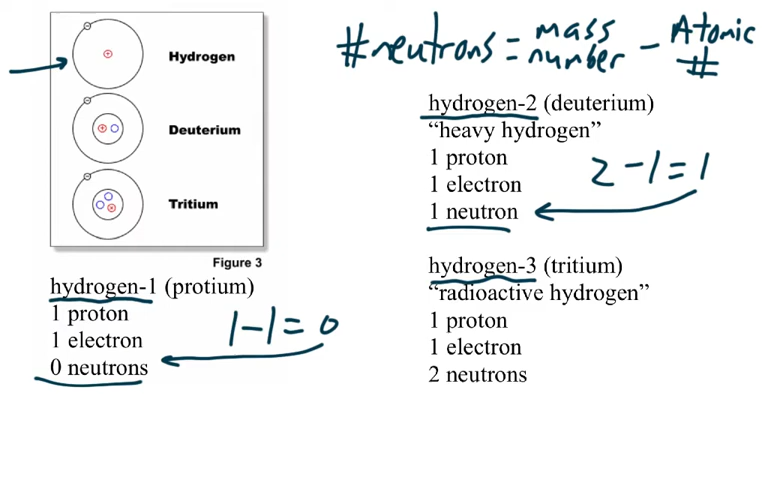 #neutrons = mass number - Atomic #
Hydrogen
Deuterium
Tritium
Figure 3
hydrogen-1 (protium)
1 proton
1 electron
0 neutrons
1-1=0
hydrogen-2 (deuterium)
“heavy hydrogen”
1 proton
1 electron
1 neutron
2-1=1
hydrogen-3 (tritium)
“radioactive hydrogen”
1 proton
1 electron
2 neutrons